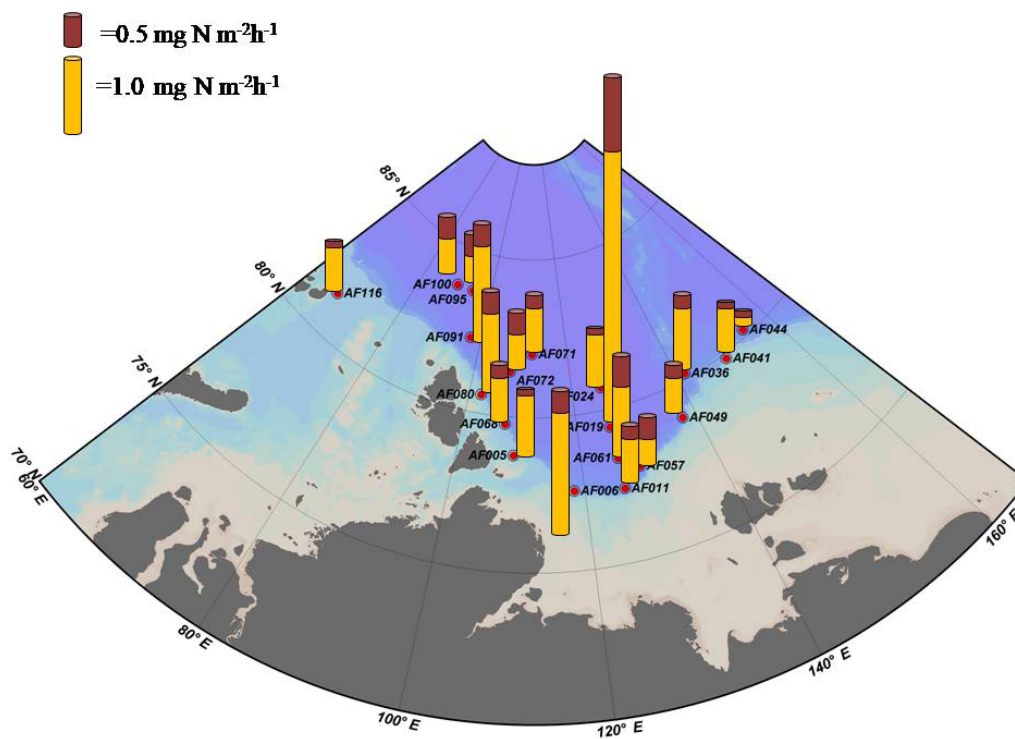 =0.5 mg N m⁻²h⁻¹
=1.0 mg N m⁻²h⁻¹
85° N
80° N
75° N
70° N
60° E
80° E
100° E
120° E
140° E
160° E
AF116
AF100
AF095
AF091
AF071
AF072
AF080
AF068
AF005
AF024
AF019
AF061
AF057
AF011
AF006
AF049
AF036
AF041
AF044